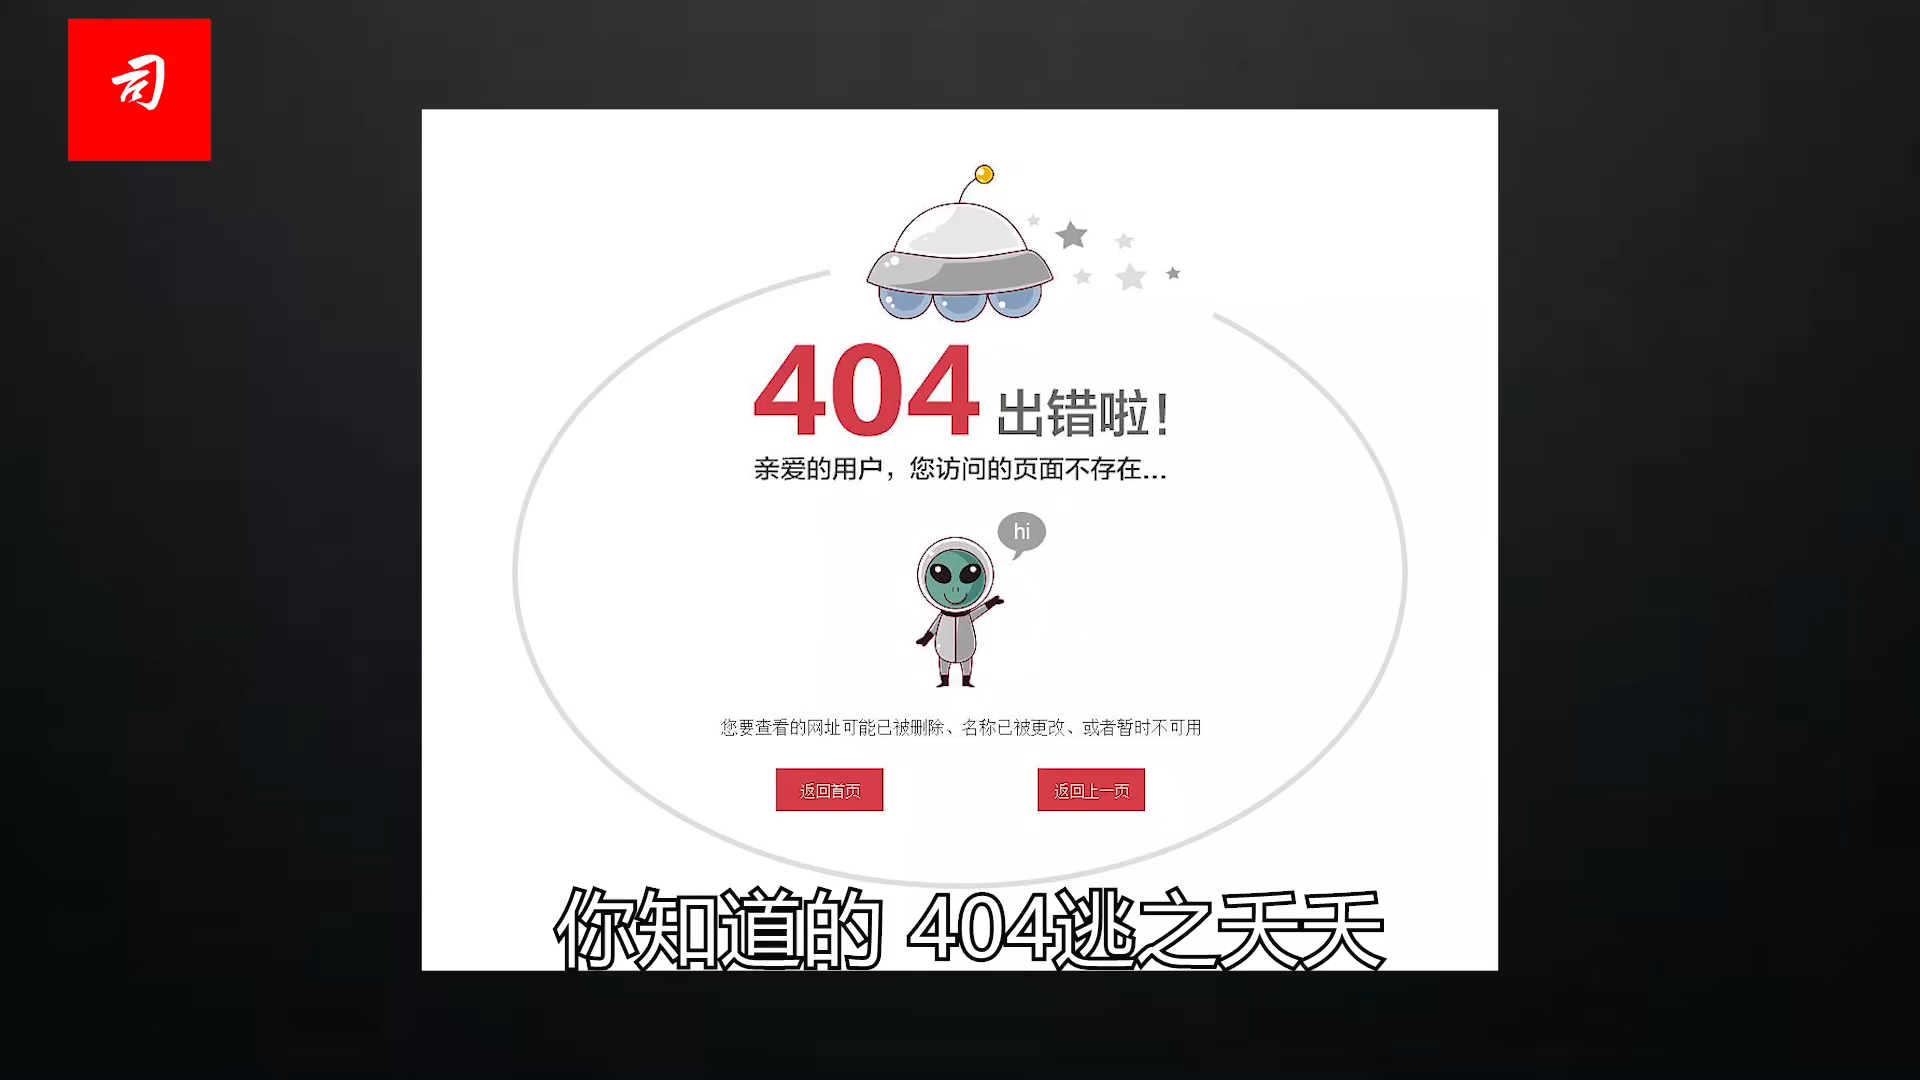 司
404 出错啦!
亲爱的用户，您访问的页面不存在...
hi
您要查看的网址可能已被删除、名称已被更改、或者暂时不可用
返回首页
返回上一页
你知道的 404逃之夭夭